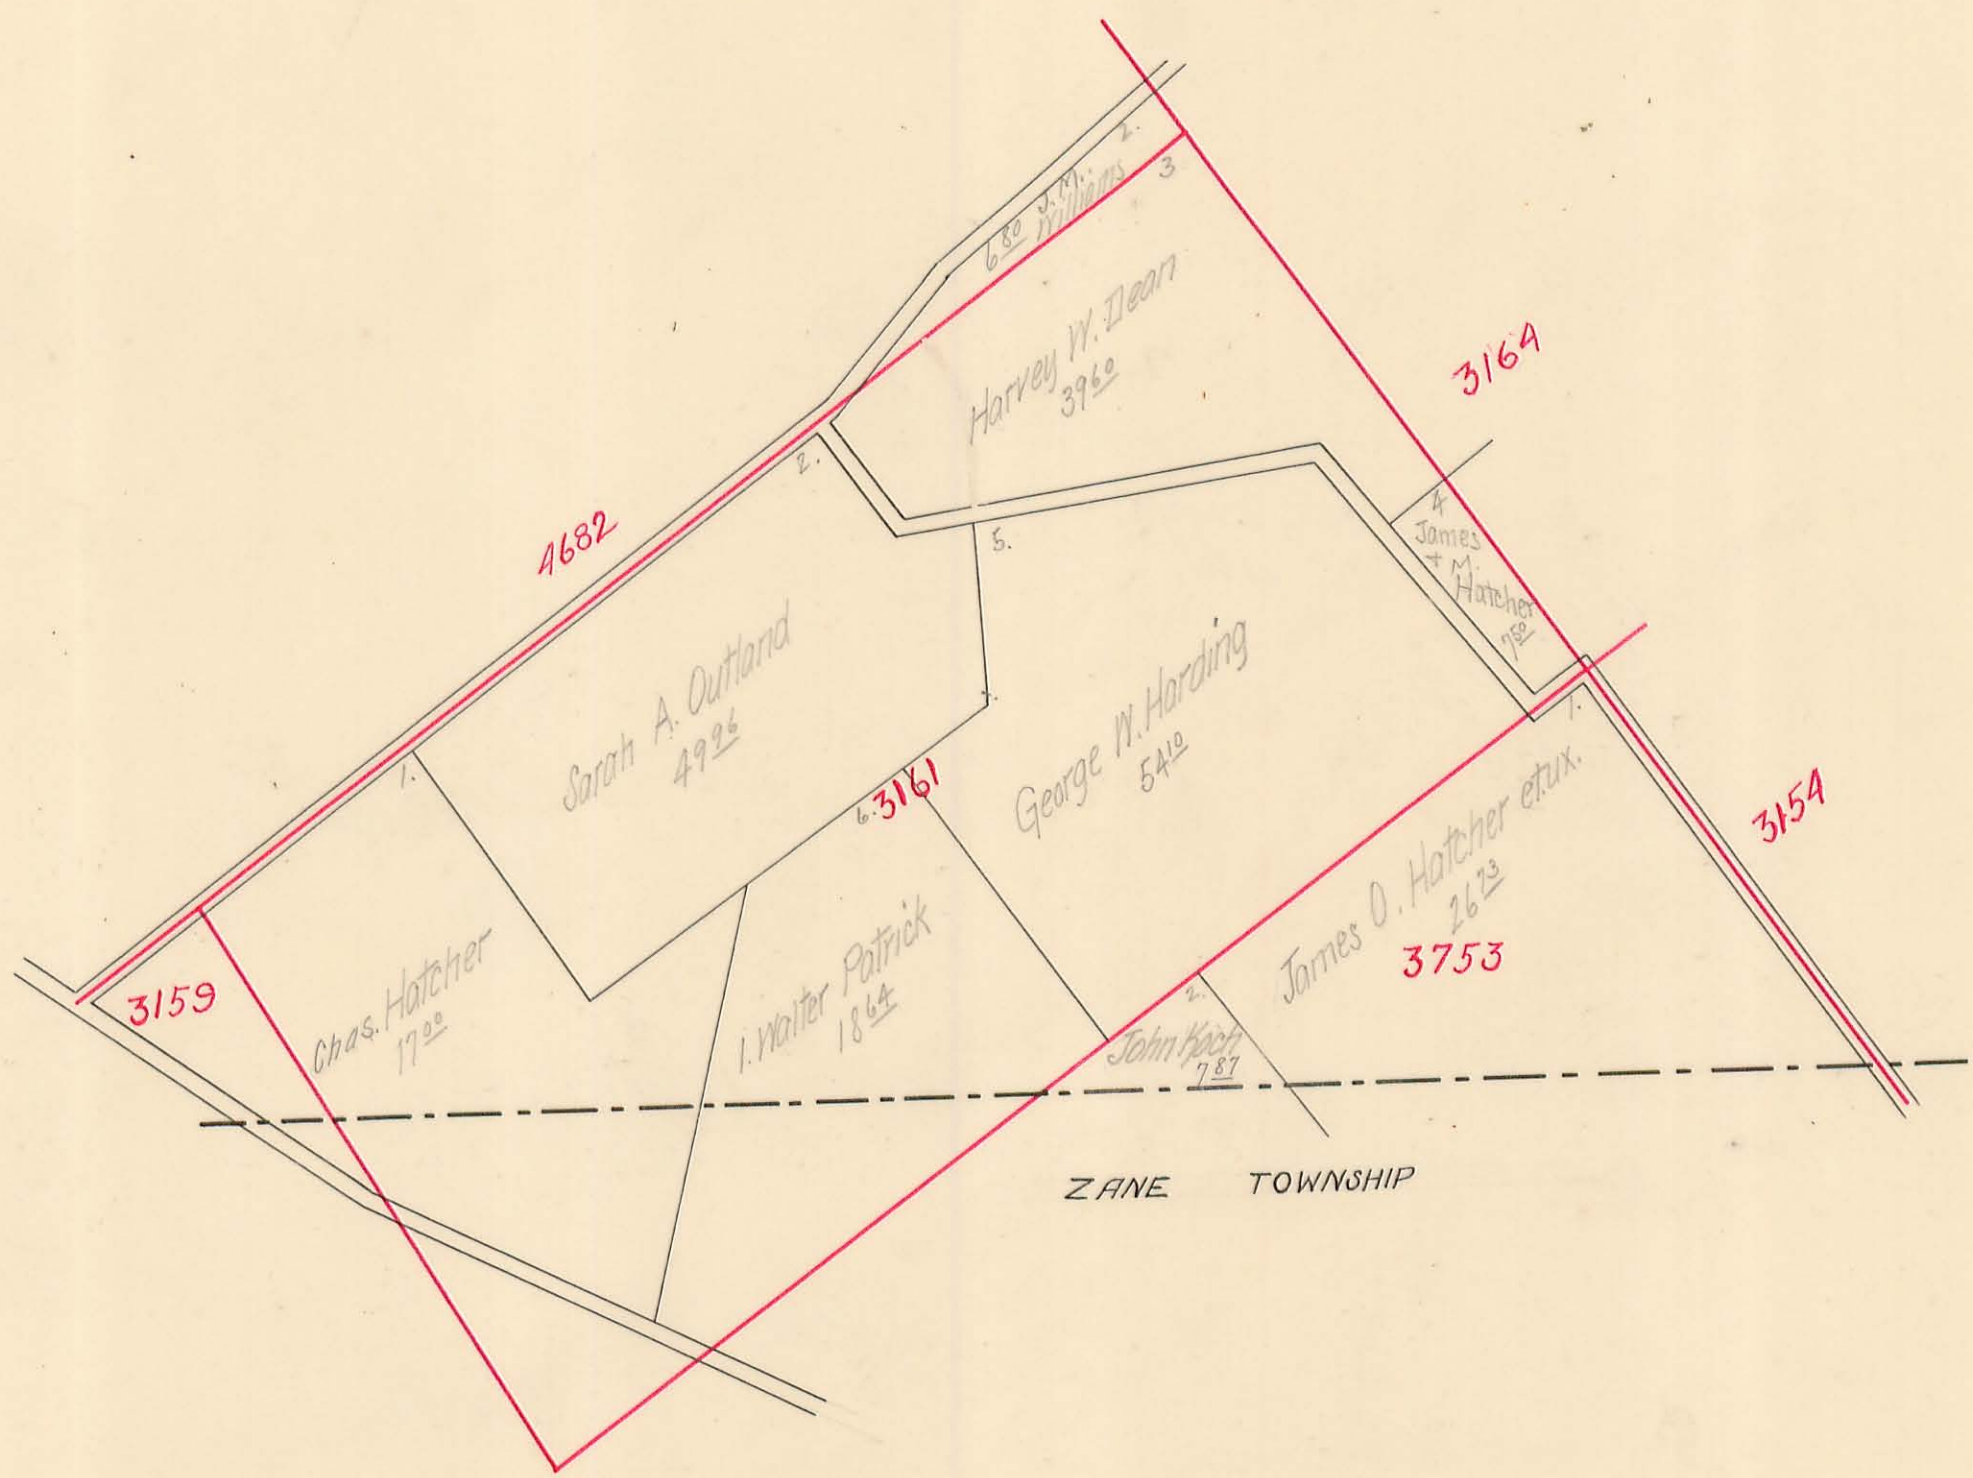 2.
3
J. M.
Williams
6 80
Harvey W. Dean
39 60
3164
2.
4
James
+ M.
Hatcher
7 50
4682
5.
Sarah A. Outland
49 96
George W. Harding
54 10
1.
1.
6.
3161
James O. Hatcher et.ux.
26 73
3753
3154
3159
Chas. Hatcher
17 00
I. Walter Patrick
18 64
2.
John Koch
7 87
ZANE TOWNSHIP